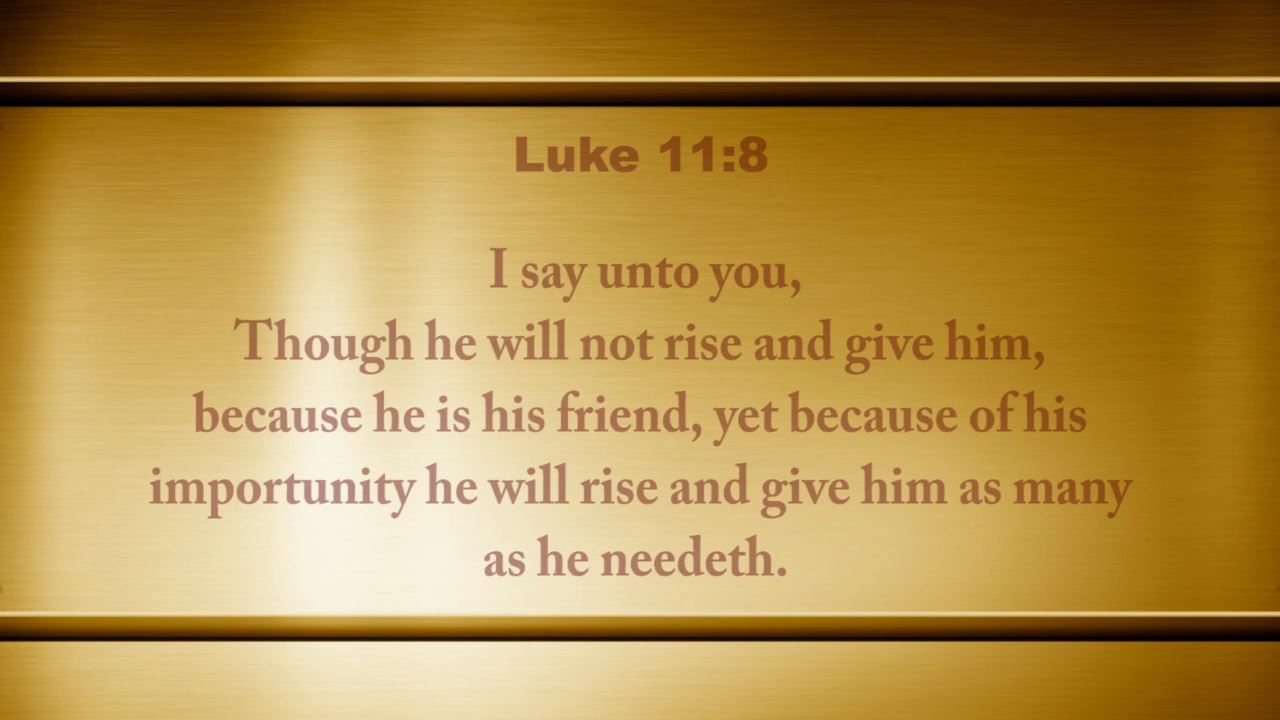 Luke 11:8
I say unto you,
Though he will not rise and give him,
because he is his friend, yet because of his
importunity he will rise and give him as many
as he needeth.